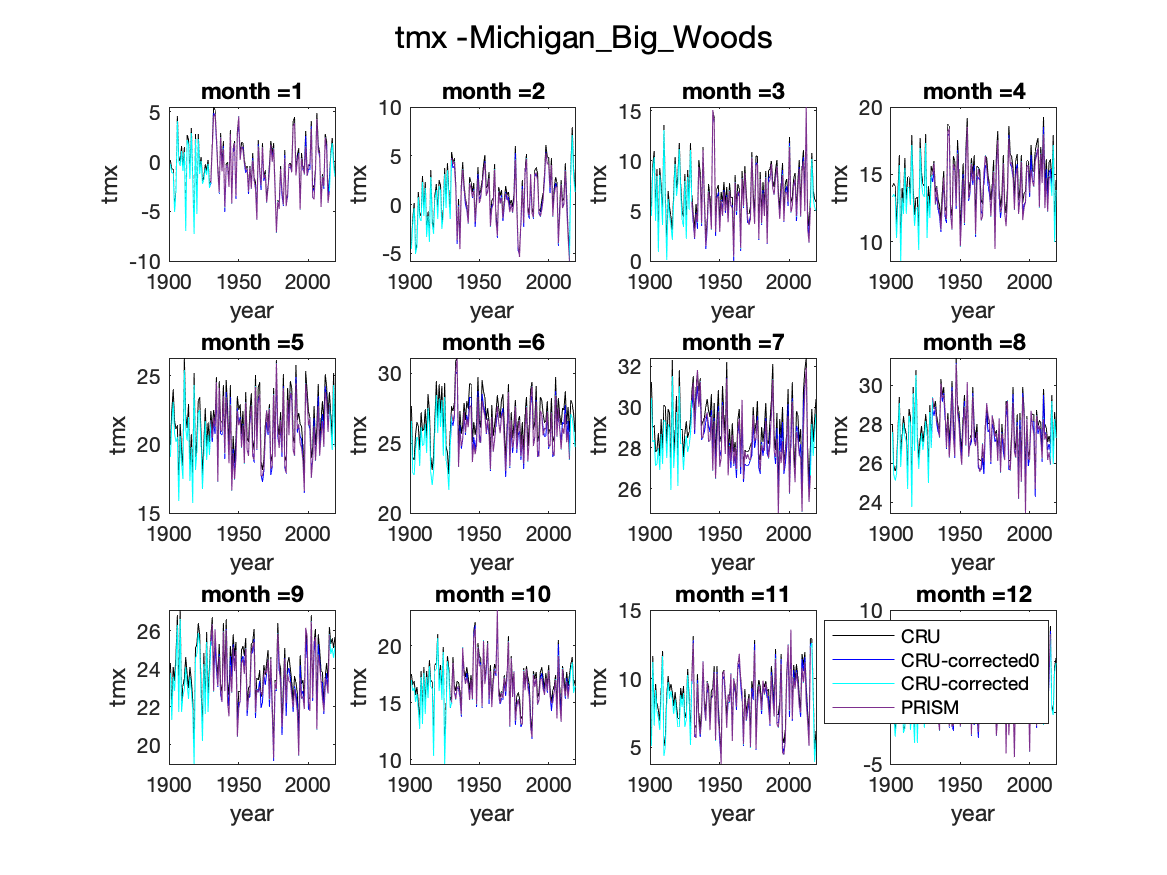 tmx -Michigan_Big_Woods
month =1
5
0
-5
-10
tmx
1900 1950 2000
year
month =2
10
5
0
-5
tmx
1900 1950 2000
year
month =3
15
10
5
0
tmx
1900 1950 2000
year
month =4
20
15
10
tmx
1900 1950 2000
year
month =5
25
20
15
tmx
1900 1950 2000
year
month =6
30
25
20
tmx
1900 1950 2000
year
month =7
32
30
28
26
tmx
1900 1950 2000
year
month =8
30
28
26
24
tmx
1900 1950 2000
year
month =9
26
24
22
20
tmx
1900 1950 2000
year
month =10
20
15
10
tmx
1900 1950 2000
year
month =11
15
10
5
tmx
1900 1950 2000
year
month =12
10
-5
1900 1950 2000
year
CRU
CRU-corrected0
CRU-corrected
PRISM